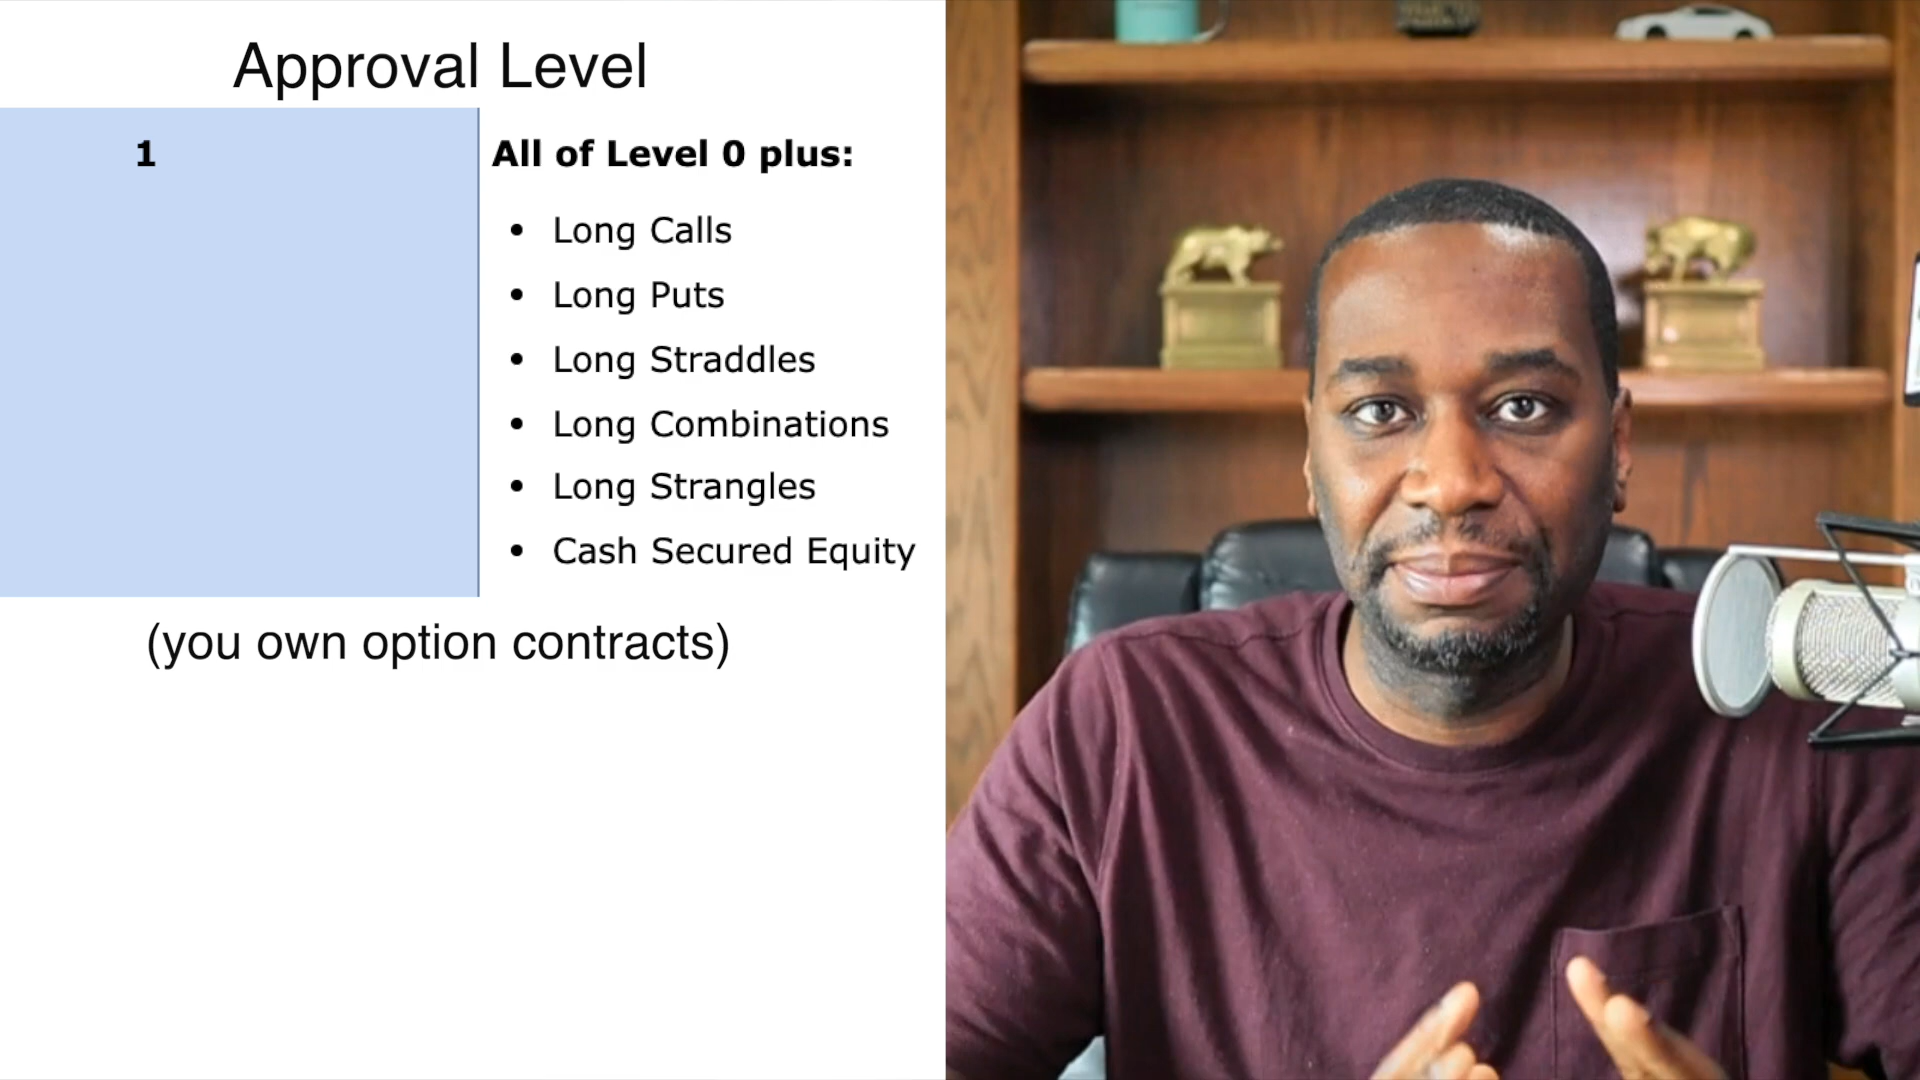 Approval Level
1
All of Level 0 plus:
• Long Calls
• Long Puts
• Long Straddles
• Long Combinations
• Long Strangles
• Cash Secured Equity
(you own option contracts)